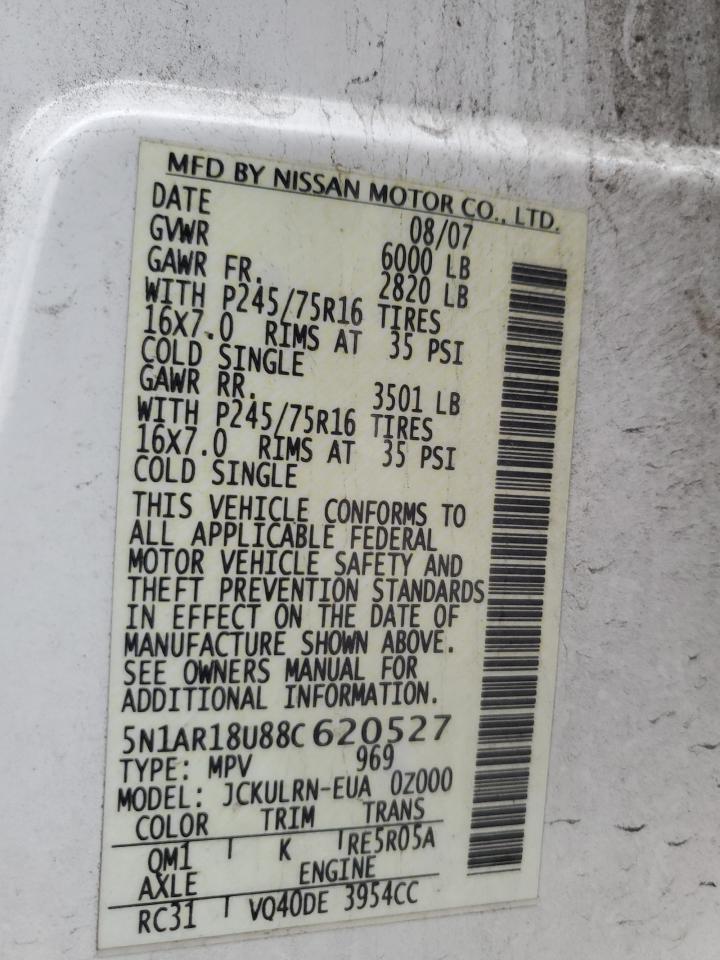 MFD BY NISSAN MOTOR CO., LTD.
DATE 08/07
GVWR 6000 LB
GAWR FR. 2820 LB
WITH P245/75R16 TIRES
16X7.0 RIMS AT 35 PSI
COLD SINGLE
GAWR RR. 3501 LB
WITH P245/75R16 TIRES
16X7.0 RIMS AT 35 PSI
COLD SINGLE
THIS VEHICLE CONFORMS TO
ALL APPLICABLE FEDERAL
MOTOR VEHICLE SAFETY AND
THEFT PREVENTION STANDARDS
IN EFFECT ON THE DATE OF
MANUFACTURE SHOWN ABOVE.
SEE OWNERS MANUAL FOR
ADDITIONAL INFORMATION.
5N1AR18U88C620527
TYPE: MPV 969
MODEL: JCKULRN-EUA 0Z000
COLOR TRIM TRANS
QM1 K RE5R05A
AXLE ENGINE
RC31 VQ40DE 3954CC